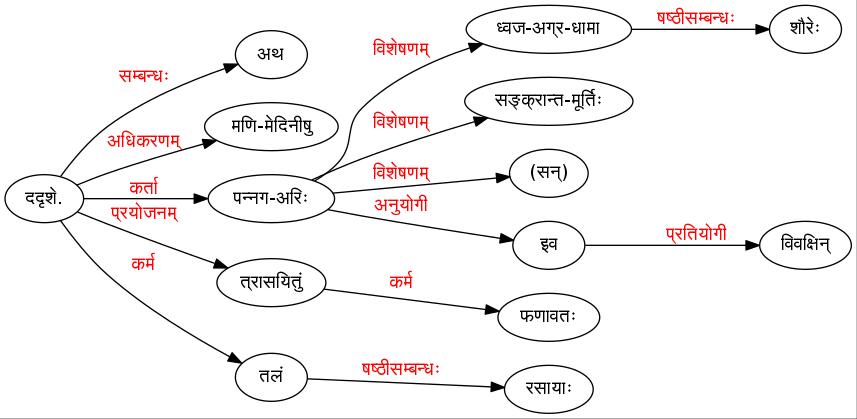 ध्वज-अग्र-धामा
षष्ठीसम्बन्धः
शौरेः
अथ
विशेषणम्
सम्बन्धः
सङ्क्रान्त-मूर्तिः
मणि-मेदिनीषु
विशेषणम्
अधिकरणम्
विशेषणम्
(सन्)
ददृशे.
कर्ता
पन्नग-अरिः
अनुयोगी
प्रयोजनम्
इव
प्रतियोगी
विवक्षिन्
कर्म
त्रासयितुं
कर्म
फणावतः
तलं
षष्ठीसम्बन्धः
रसायाः